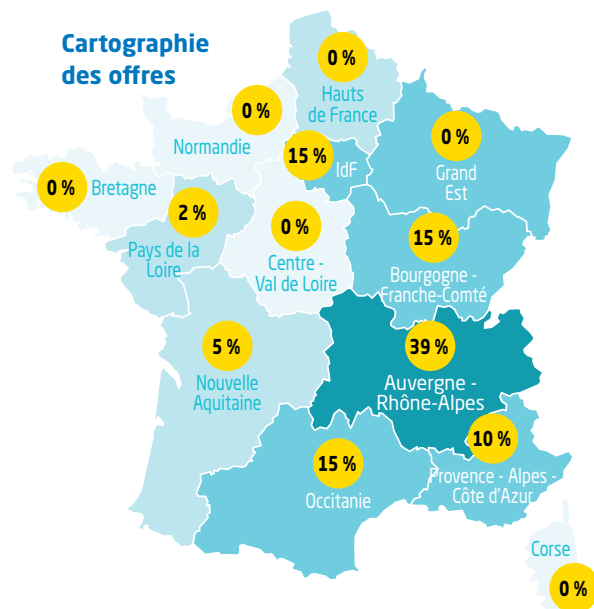 Cartographie
des offres
0 %
Hauts
de France
0 %
Normandie
15 %
IdF
0 %
Grand
Est
0 %
Bretagne
2 %
Pays de la
Loire
0 %
Centre -
Val de Loire
15 %
Bourgogne -
Franche-Comté
5 %
Nouvelle
Aquitaine
39 %
Auvergne -
Rhône-Alpes
15 %
Occitanie
10 %
Provence - Alpes -
Côte d'Azur
Corse
0 %